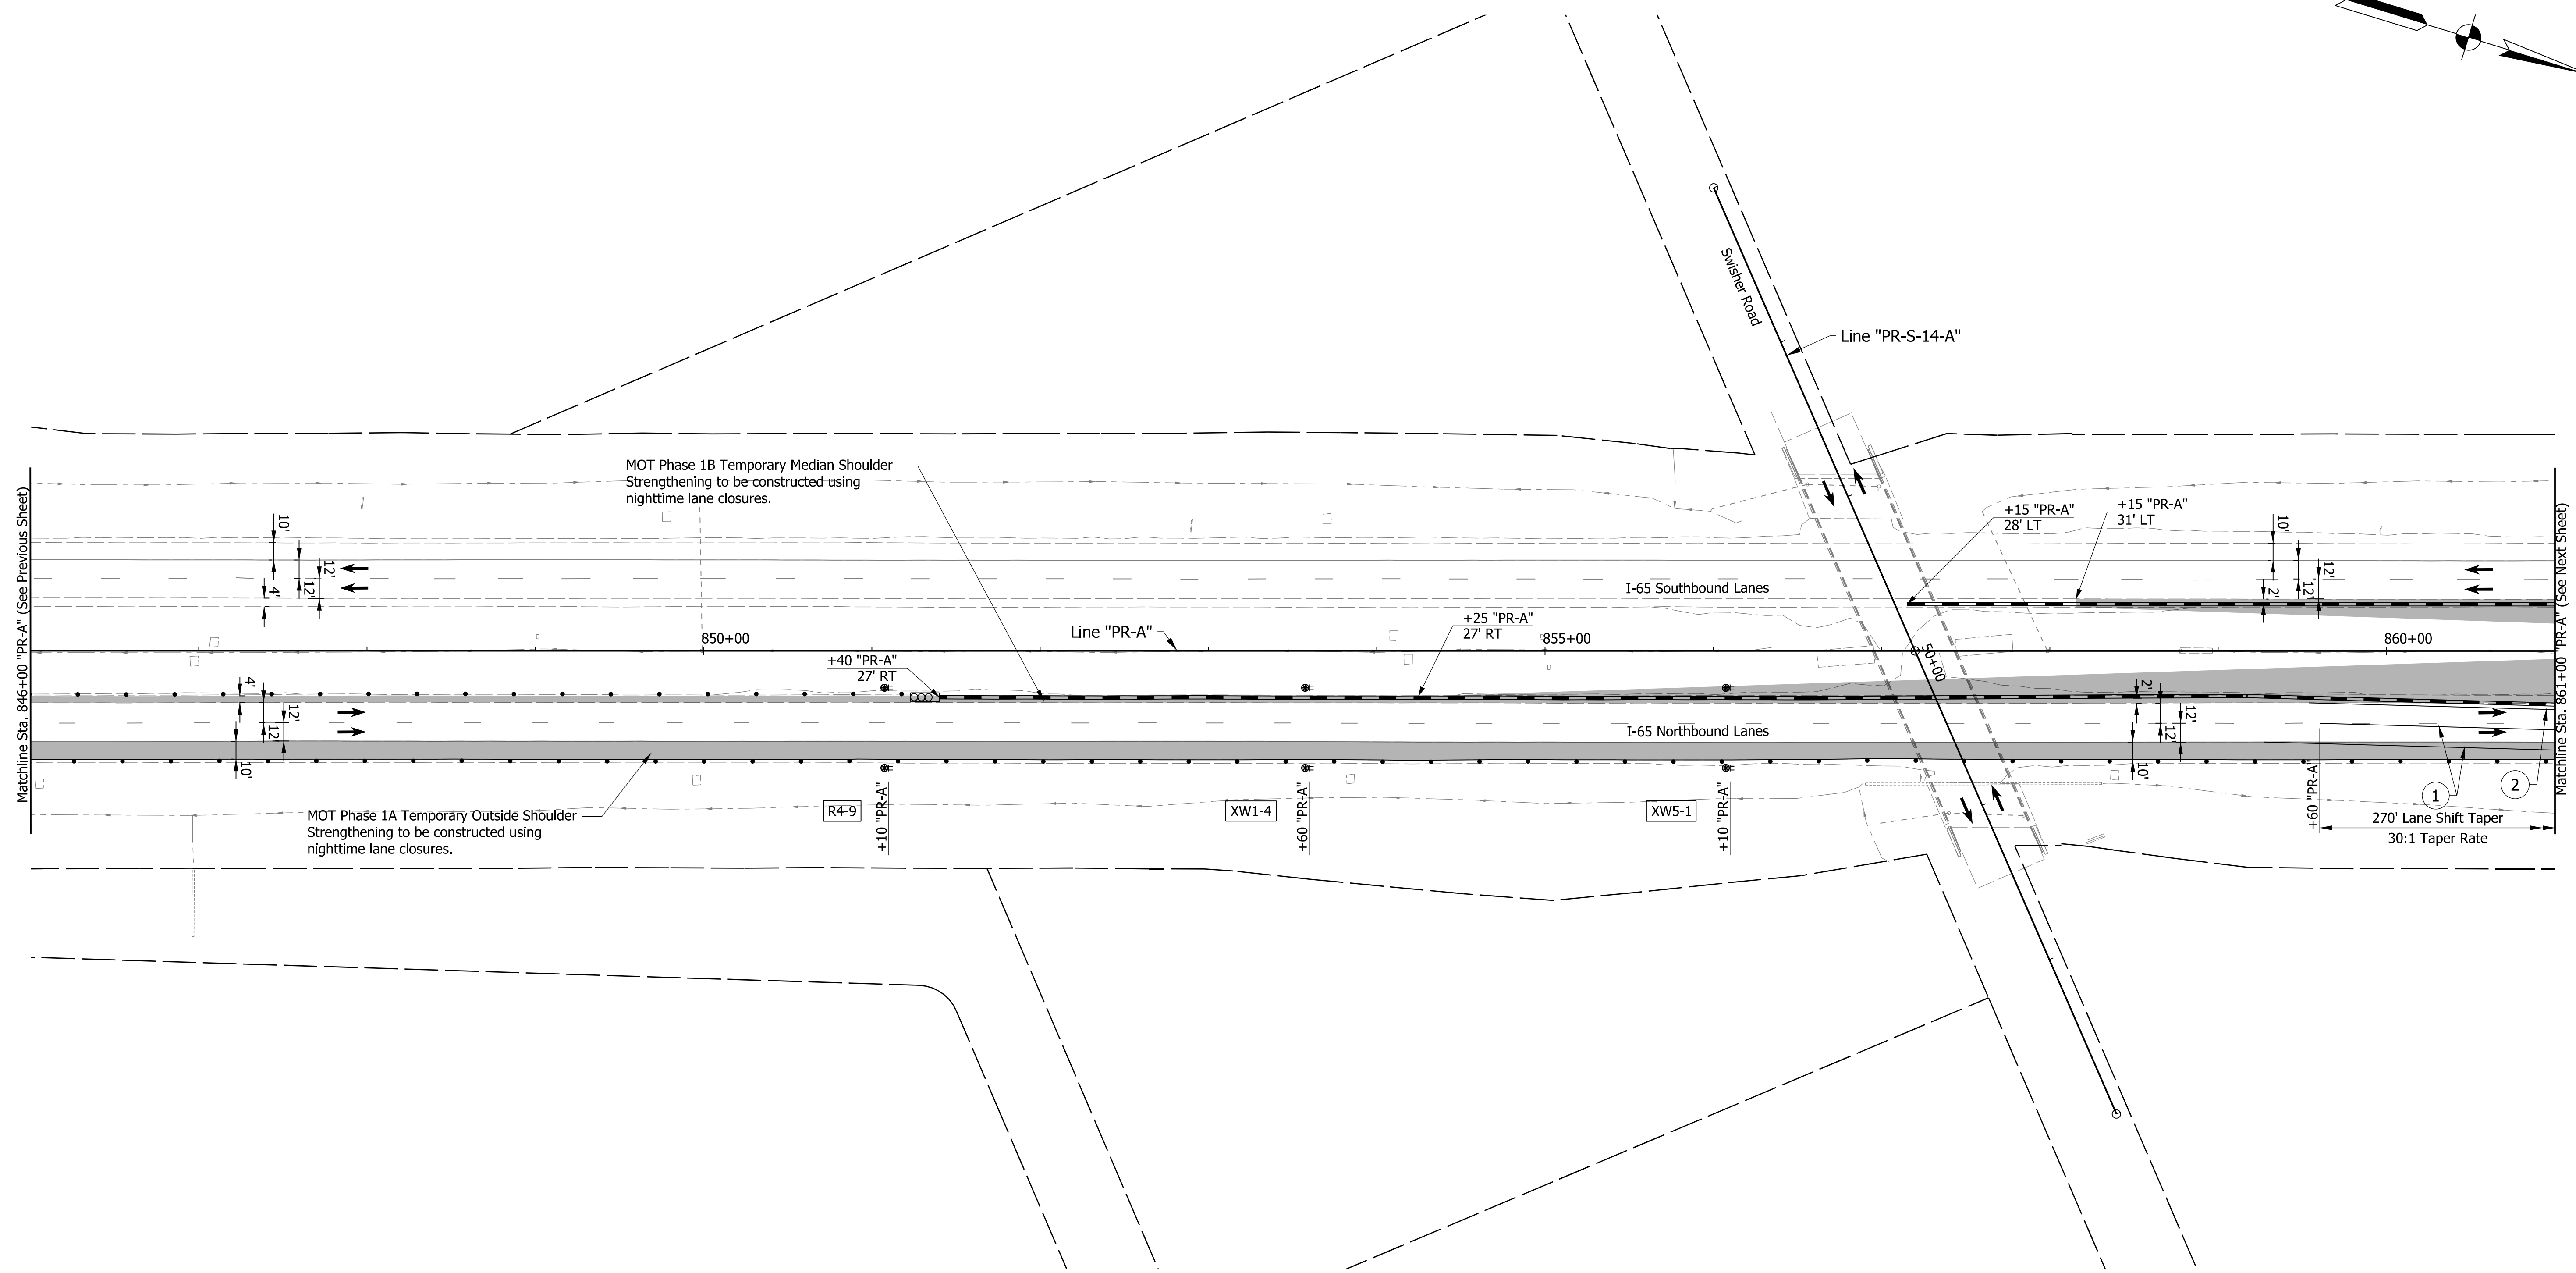 Swisher Road
Line "PR-S-14-A"
MOT Phase 1B Temporary Median Shoulder
Strengthening to be constructed using
nighttime lane closures.
Matchline Sta. 846+00 "PR-A" (See Previous Sheet)
Matchline Sta. 861+00 "PR-A" (See Next Sheet)
+15 "PR-A"
28' LT
+15 "PR-A"
31' LT
10'
12'
12'
4'
10'
12'
12'
2'
I-65 Southbound Lanes
+25 "PR-A"
27' RT
Line "PR-A"
850+00
855+00
860+00
50+00
+40 "PR-A"
27' RT
4'
12'
12'
10'
2'
12'
12'
10'
I-65 Northbound Lanes
MOT Phase 1A Temporary Outside Shoulder
Strengthening to be constructed using
nighttime lane closures.
R4-9
+10 "PR-A"
XW1-4
+60 "PR-A"
XW5-1
+10 "PR-A"
+60 "PR-A"
1
2
270' Lane Shift Taper
30:1 Taper Rate